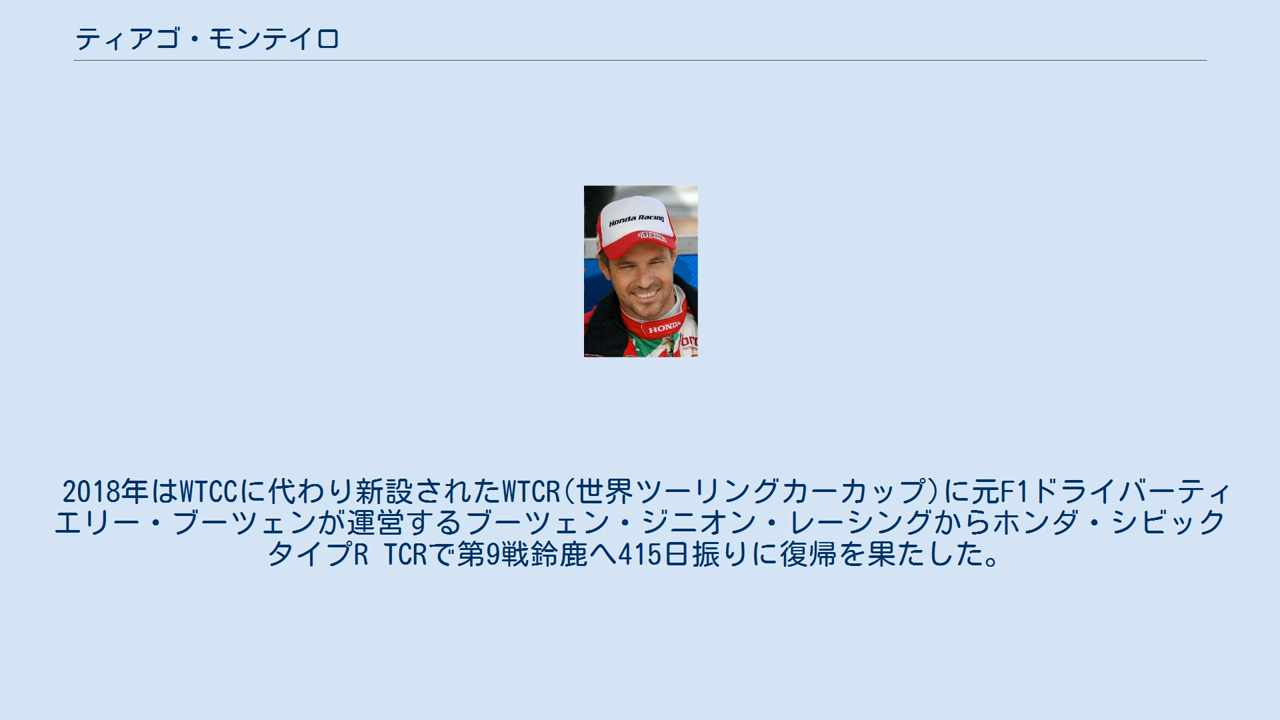 ティアゴ・モンテイロ
Honda Racing
HONDA
2018年はWTCCに代わり新設されたWTCR(世界ツーリングカーカップ)に元F1ドライバーティ
エリー・ブーツェンが運営するブーツェン・ジニオン・レーシングからホンダ・シビック
タイプR TCRで第9戦鈴鹿へ415日振りに復帰を果たした。